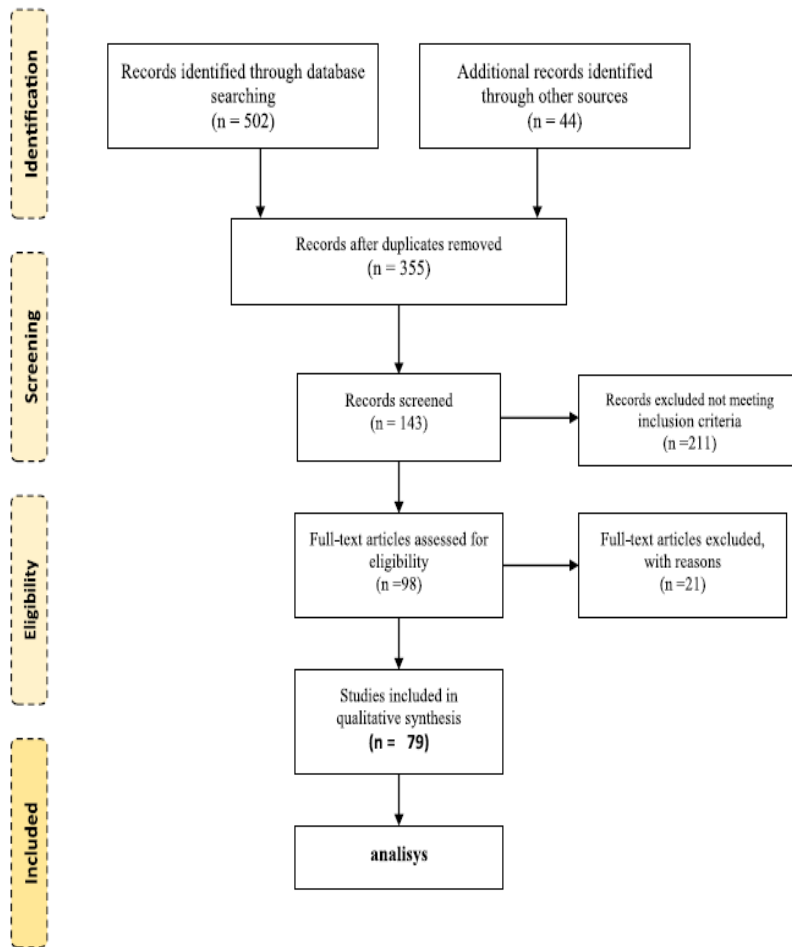 Identification
Records identified through database
searching
(n = 502)
Additional records identified
through other sources
(n = 44)
Records after duplicates removed
(n = 355)
Screening
Records screened
(n = 143)
Records excluded not meeting
inclusion criteria
(n =211)
Eligibility
Full-text articles assessed for
eligibility
(n =98)
Full-text articles excluded,
with reasons
(n =21)
Studies included in
qualitative synthesis
(n = 79)
Included
analisys